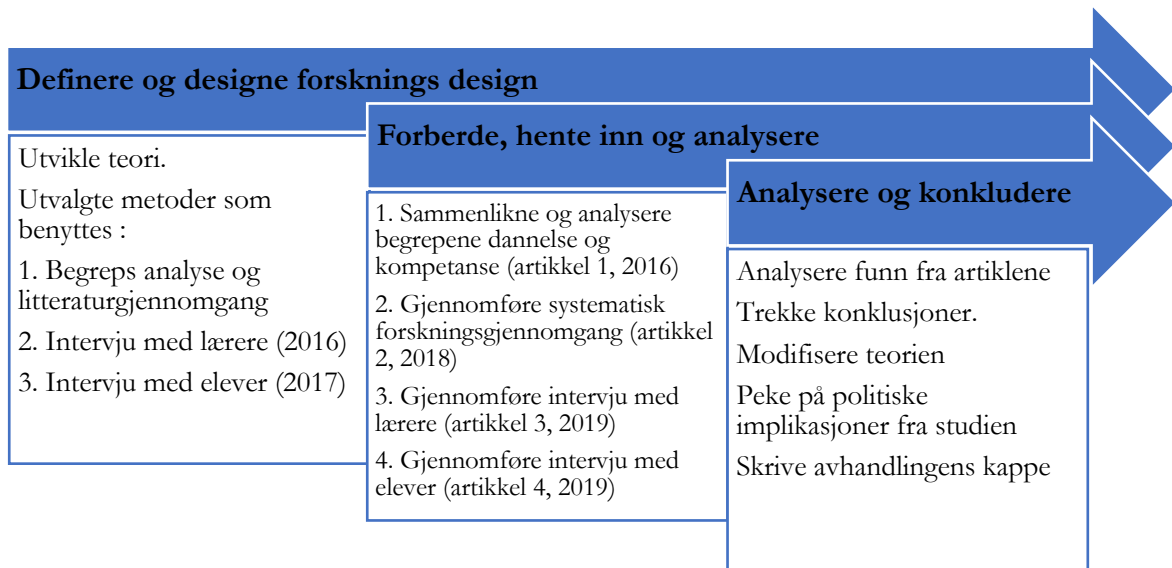 Definere og designe forsknings design
Utvikle teori.
Utvalgte metoder som
benyttes :
1. Begreps analyse og
litteraturgjennomgang
2. Intervju med lærere (2016)
3. Intervju med elever (2017)
Forberde, hente inn og analysere
1. Sammenlikne og analysere
begrepene dannelse og
kompetanse (artikkel 1, 2016)
2. Gjennomføre systematisk
forskningsgjennomgang (artikkel
2, 2018)
3. Gjennomføre intervju med
lærere (artikkel 3, 2019)
4. Gjennomføre intervju med
elever (artikkel 4, 2019)
Analysere og konkludere
Analysere funn fra artiklene
Trekke konklusjoner.
Modifisere teorien
Peke på politiske
implikasjoner fra studien
Skrive avhandlingens kappe